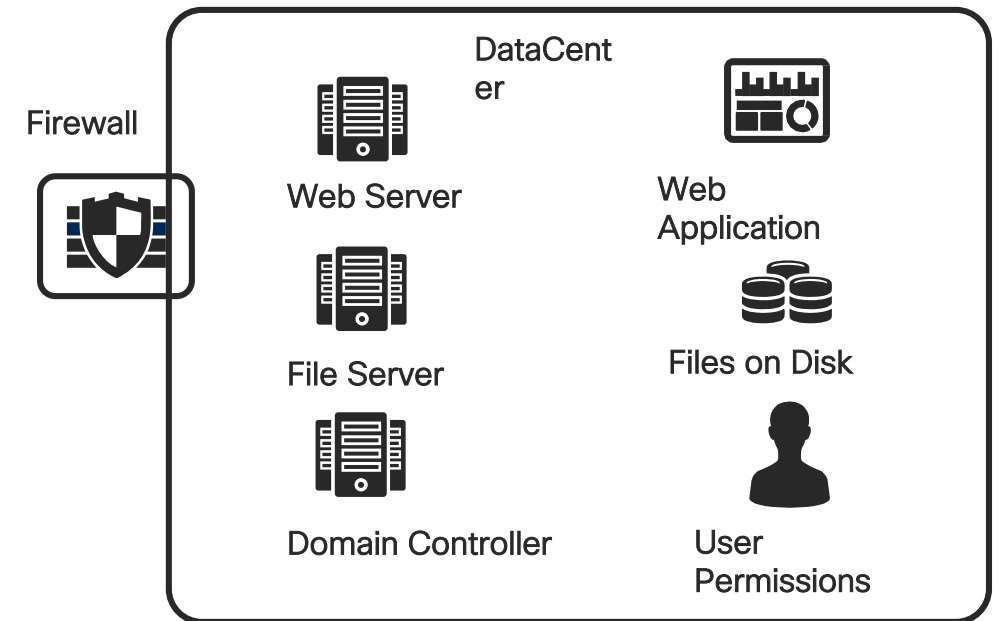 DataCent
er
Firewall
Web Server
Web
Application
File Server
Files on Disk
Domain Controller
User
Permissions